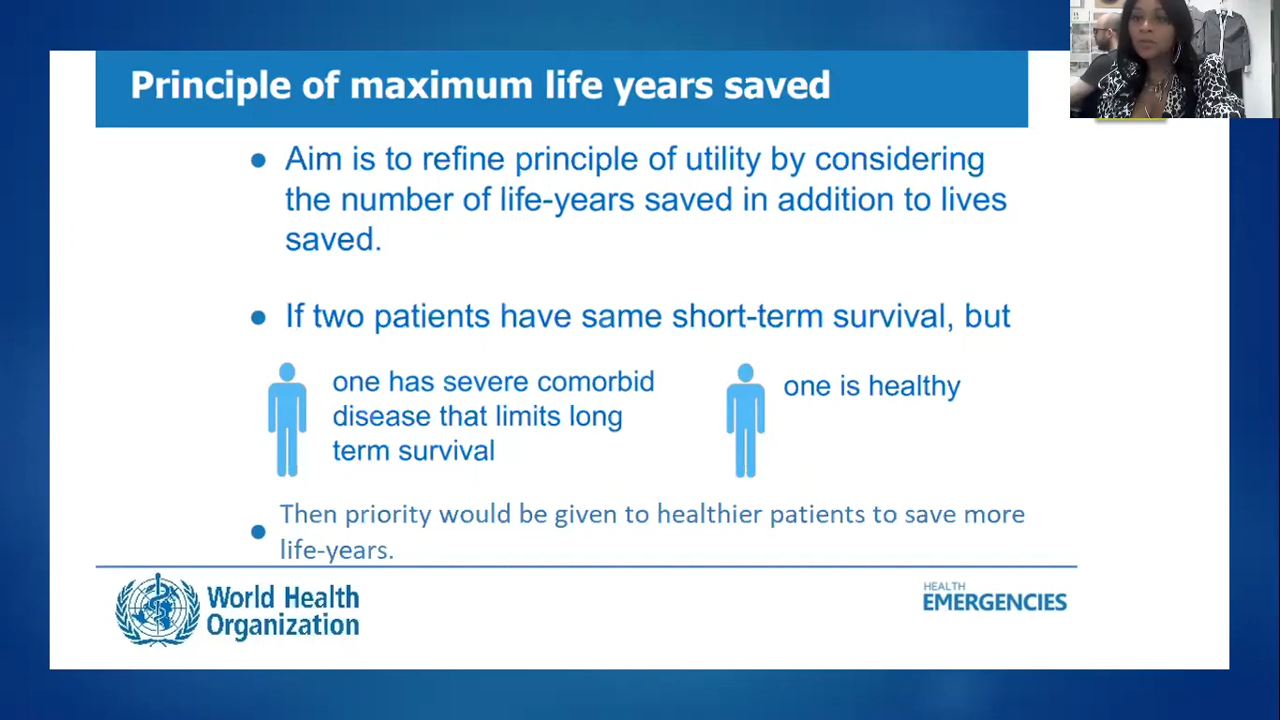 Principle of maximum life years saved
● Aim is to refine principle of utility by considering
the number of life-years saved in addition to lives
saved.
● If two patients have same short-term survival, but
one has severe comorbid
disease that limits long
term survival
one is healthy
● Then priority would be given to healthier patients to save more
life-years.
World Health
Organization
HEALTH
EMERGENCIES